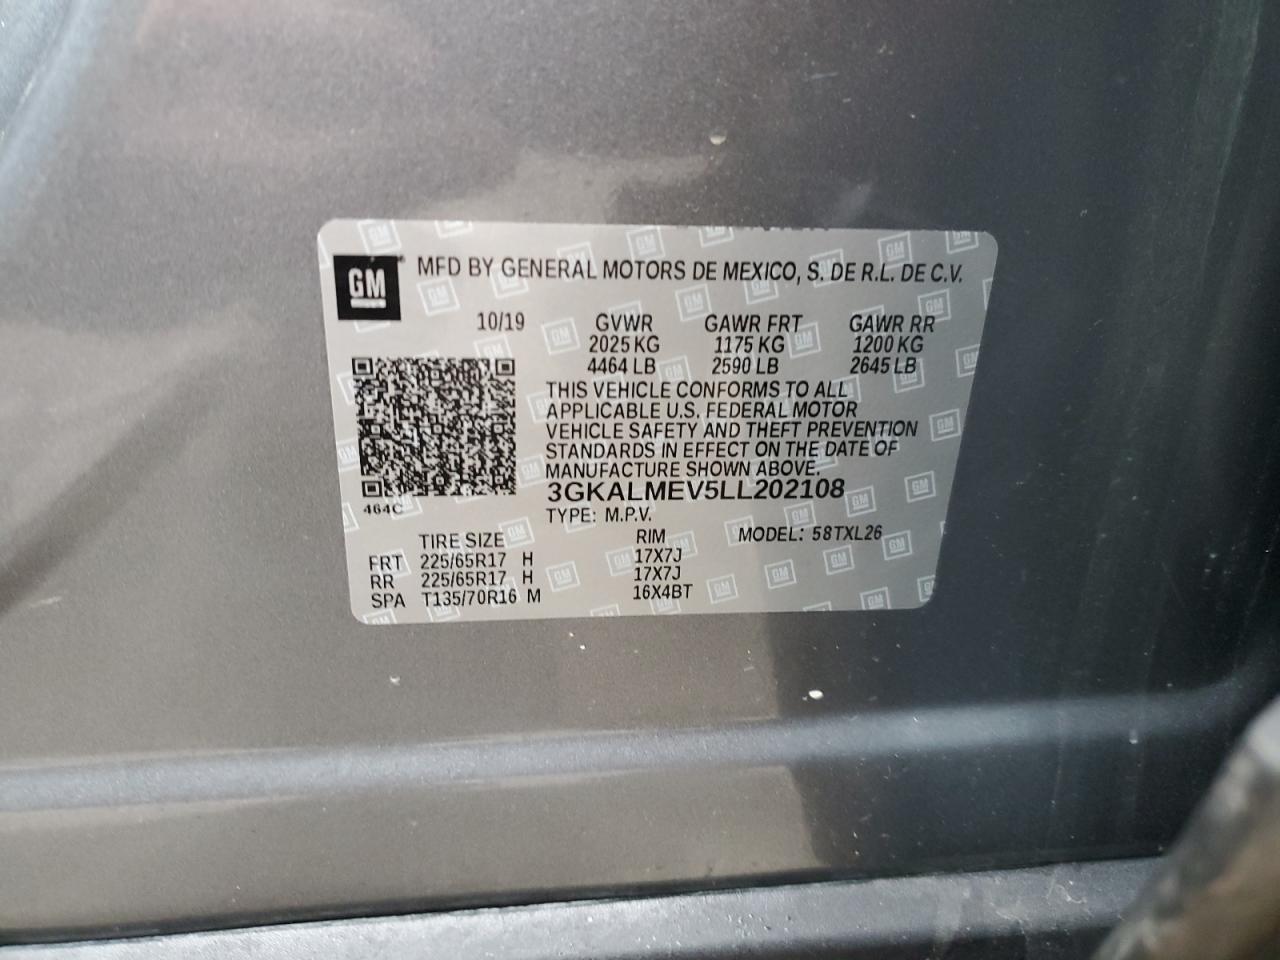 GM MFD BY GENERAL MOTORS DE MEXICO, S. DE R.L. DE C.V.
10/19 GVWR GAWR FRT GAWR RR
2025 KG 1175 KG 1200 KG
4464 LB 2590 LB 2645 LB
THIS VEHICLE CONFORMS TO ALL
APPLICABLE U.S. FEDERAL MOTOR
VEHICLE SAFETY AND THEFT PREVENTION
STANDARDS IN EFFECT ON THE DATE OF
MANUFACTURE SHOWN ABOVE.
3GKALMEV5LL202108
464C
TYPE: M.P.V.
TIRE SIZE RIM MODEL: 58TXL26
FRT 225/65R17 H 17X7J
RR 225/65R17 H 17X7J
SPA T135/70R16 M 16X4BT